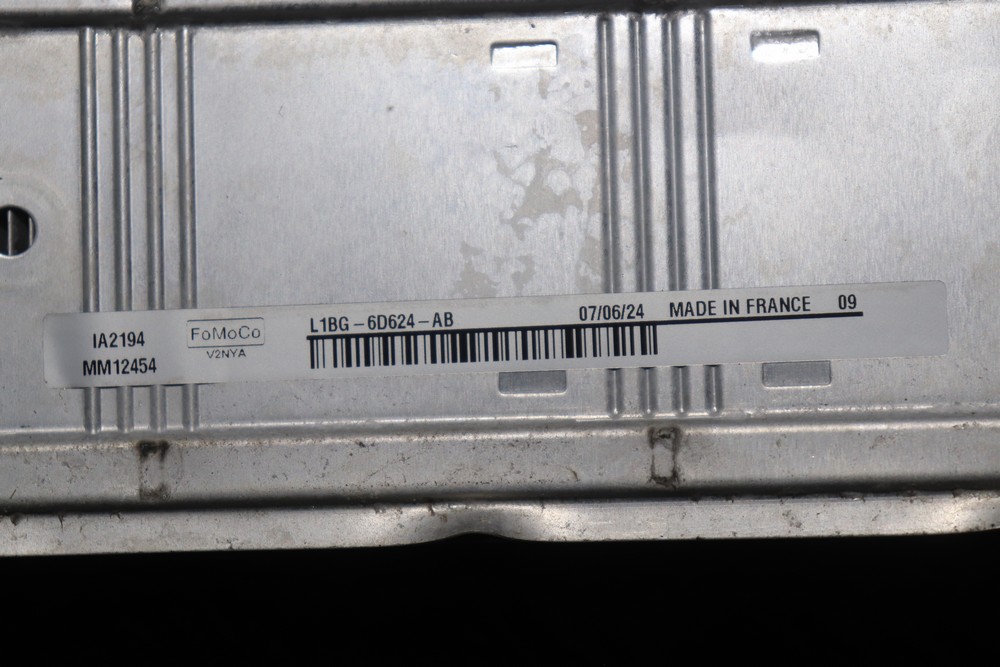 IA2194
MM12454
FoMoCo
V2NYA
L1BG-6D624-AB 07/06/24 MADE IN FRANCE 09